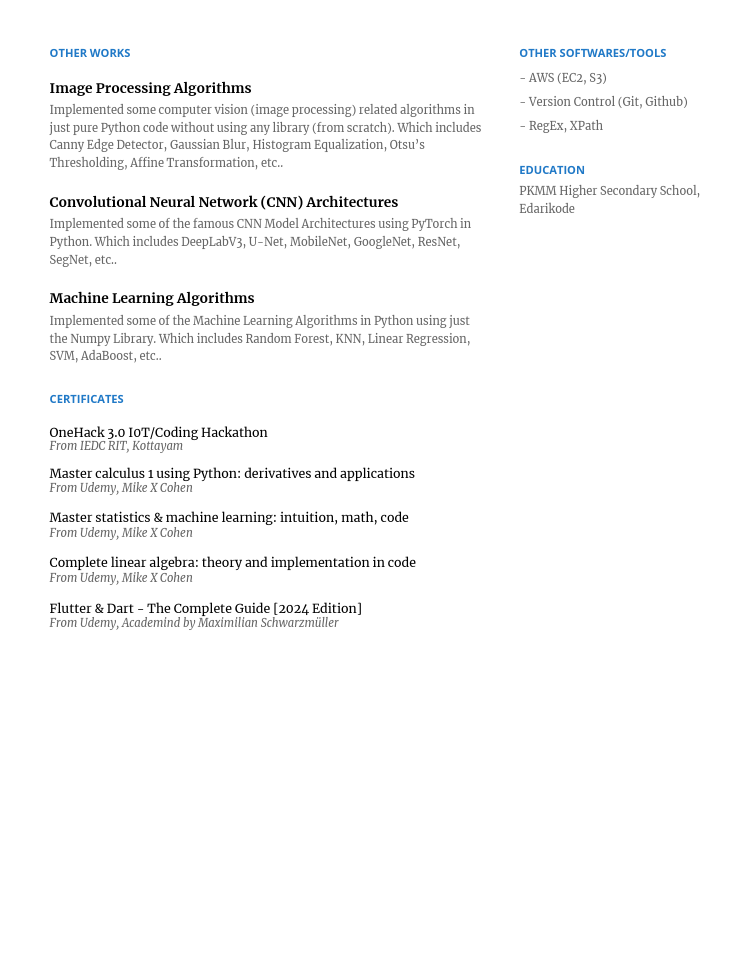 OTHER WORKS
Image Processing Algorithms
Implemented some computer vision (image processing) related algorithms in
just pure Python code without using any library (from scratch). Which includes
Canny Edge Detector, Gaussian Blur, Histogram Equalization, Otsu’s
Thresholding, Affine Transformation, etc..
Convolutional Neural Network (CNN) Architectures
Implemented some of the famous CNN Model Architectures using PyTorch in
Python. Which includes DeepLabV3, U-Net, MobileNet, GoogleNet, ResNet,
SegNet, etc..
Machine Learning Algorithms
Implemented some of the Machine Learning Algorithms in Python using just
the Numpy Library. Which includes Random Forest, KNN, Linear Regression,
SVM, AdaBoost, etc..
CERTIFICATES
OneHack 3.0 I0T/Coding Hackathon
From IEDC RIT, Kottayam
Master calculus 1 using Python: derivatives and applications
From Udemy, Mike X Cohen
Master statistics & machine learning: intuition, math, code
From Udemy, Mike X Cohen
Complete linear algebra: theory and implementation in code
From Udemy, Mike X Cohen
Flutter & Dart - The Complete Guide [2024 Edition]
From Udemy, Academind by Maximilian Schwarzmüller
OTHER SOFTWARES/TOOLS
- AWS (EC2, S3)
- Version Control (Git, Github)
- RegEx, XPath
EDUCATION
PKMM Higher Secondary School,
Edarikode